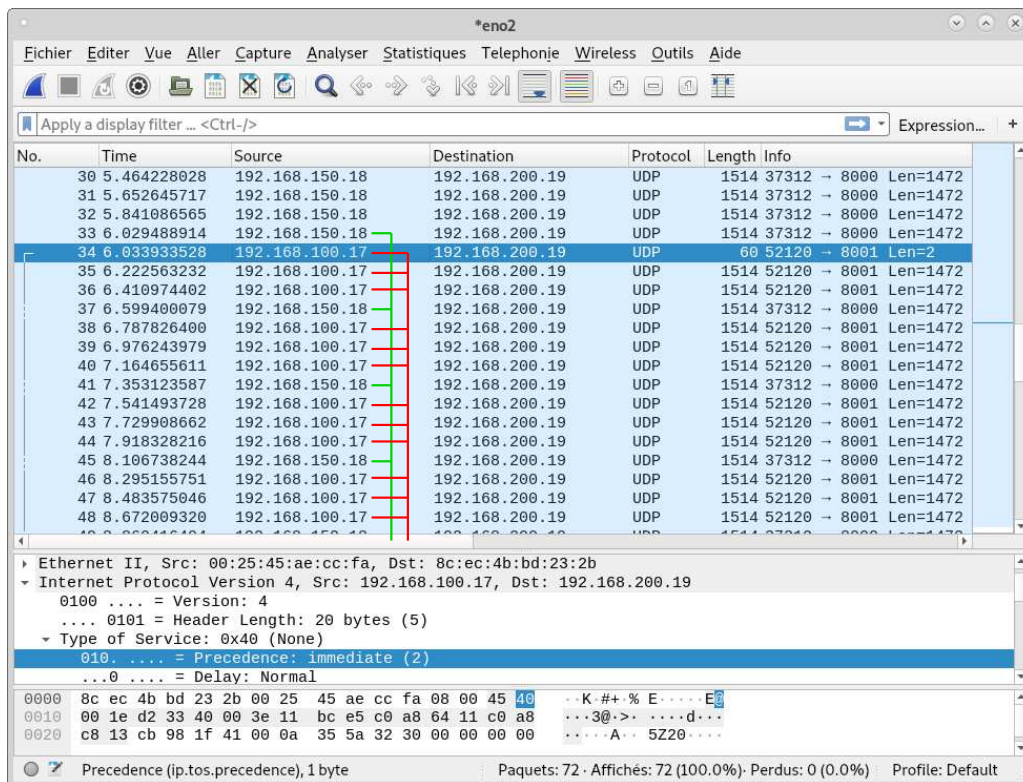 *eno2
Fichier Editer Vue Aller Capture Analyser Statistiques Telephonie Wireless Outils Aide
Apply a display filter ... <Ctrl-/> Expression... +
No. Time Source Destination Protocol Length Info
30 5.464228028 192.168.150.18 192.168.200.19 UDP 1514 37312 → 8000 Len=1472
31 5.652645717 192.168.150.18 192.168.200.19 UDP 1514 37312 → 8000 Len=1472
32 5.841086565 192.168.150.18 192.168.200.19 UDP 1514 37312 → 8000 Len=1472
33 6.029488914 192.168.150.18 192.168.200.19 UDP 1514 37312 → 8000 Len=1472
34 6.033933528 192.168.100.17 192.168.200.19 UDP 60 52120 → 8001 Len=2
35 6.222563232 192.168.100.17 192.168.200.19 UDP 1514 52120 → 8001 Len=1472
36 6.410974402 192.168.100.17 192.168.200.19 UDP 1514 52120 → 8001 Len=1472
37 6.599400079 192.168.150.18 192.168.200.19 UDP 1514 37312 → 8000 Len=1472
38 6.787826400 192.168.100.17 192.168.200.19 UDP 1514 52120 → 8001 Len=1472
39 6.976243979 192.168.100.17 192.168.200.19 UDP 1514 52120 → 8001 Len=1472
40 7.164655611 192.168.100.17 192.168.200.19 UDP 1514 52120 → 8001 Len=1472
41 7.353123587 192.168.150.18 192.168.200.19 UDP 1514 37312 → 8000 Len=1472
42 7.541493728 192.168.100.17 192.168.200.19 UDP 1514 52120 → 8001 Len=1472
43 7.729908662 192.168.100.17 192.168.200.19 UDP 1514 52120 → 8001 Len=1472
44 7.918328216 192.168.100.17 192.168.200.19 UDP 1514 52120 → 8001 Len=1472
45 8.106738244 192.168.150.18 192.168.200.19 UDP 1514 37312 → 8000 Len=1472
46 8.295155751 192.168.100.17 192.168.200.19 UDP 1514 52120 → 8001 Len=1472
47 8.483575046 192.168.100.17 192.168.200.19 UDP 1514 52120 → 8001 Len=1472
48 8.672009320 192.168.100.17 192.168.200.19 UDP 1514 52120 → 8001 Len=1472
Ethernet II, Src: 00:25:45:ae:cc:fa, Dst: 8c:ec:4b:bd:23:2b
Internet Protocol Version 4, Src: 192.168.100.17, Dst: 192.168.200.19
0100 .... = Version: 4
.... 0101 = Header Length: 20 bytes (5)
Type of Service: 0x40 (None)
010. .... = Precedence: immediate (2)
...0 .... = Delay: Normal
0000 8c ec 4b bd 23 2b 00 25 45 ae cc fa 08 00 45 40 ··K·#+·% E·····E@
0010 00 1e d2 33 40 00 3e 11 bc e5 c0 a8 64 11 c0 a8 ···3@·>· ····d···
0020 c8 13 cb 98 1f 41 00 0a 35 5a 32 30 00 00 00 00 ·····A·· 5Z20····
Precedence (ip.tos.precedence), 1 byte Paquets: 72 · Affichés: 72 (100.0%) · Perdus: 0 (0.0%) Profile: Default